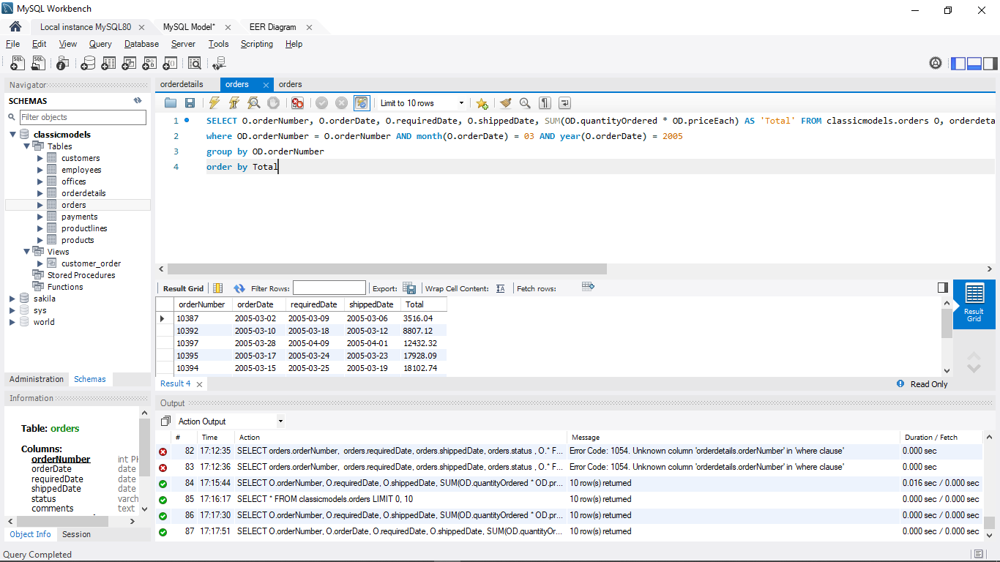 MySQL Workbench
Local instance MySQL80 MySQL Model* EER Diagram
File Edit View Query Database Server Tools Scripting Help
Navigator
SCHEMAS
Filter objects
classicmodels
Tables
customers
employees
offices
orderdetails
orders
payments
productlines
products
Views
customer_order
Stored Procedures
Functions
sakila
sys
world
Administration Schemas
Information
Table: orders
Columns:
orderNumber int PK
orderDate date
requiredDate date
shippedDate date
status varch
comments text
Object Info Session
orderdetails orders orders
Limit to 10 rows
1 SELECT O.orderNumber, O.orderDate, O.requiredDate, O.shippedDate, SUM(OD.quantityOrdered * OD.priceEach) AS 'Total' FROM classicmodels.orders O, orderdeta
2 where OD.orderNumber = O.orderNumber AND month(O.orderDate) = 03 AND year(O.orderDate) = 2005
3 group by OD.orderNumber
4 order by Total
Result Grid Filter Rows: Export: Wrap Cell Content: Fetch rows:
orderNumber orderDate requiredDate shippedDate Total
10387 2005-03-02 2005-03-09 2005-03-06 3516.04
10392 2005-03-10 2005-03-18 2005-03-12 8807.12
10397 2005-03-28 2005-04-09 2005-04-01 12432.32
10395 2005-03-17 2005-03-24 2005-03-23 17928.09
10394 2005-03-15 2005-03-25 2005-03-19 18102.74
Result
Grid
Result 4 Read Only
Output
Action Output
# Time Action Message Duration / Fetch
82 17:12:35 SELECT orders.orderNumber, orders.requiredDate, orders.shippedDate, orders.status , O.* F... Error Code: 1054. Unknown column 'orderdetails.orderNumber' in 'where clause' 0.000 sec
83 17:12:36 SELECT orders.orderNumber, orders.requiredDate, orders.shippedDate, orders.status , O.* F... Error Code: 1054. Unknown column 'orderdetails.orderNumber' in 'where clause' 0.000 sec
84 17:15:44 SELECT O.orderNumber, O.requiredDate, O.shippedDate, SUM(OD.quantityOrdered * OD.pr... 10 row(s) returned 0.016 sec / 0.000 sec
85 17:16:17 SELECT * FROM classicmodels.orders LIMIT 0, 10 10 row(s) returned 0.000 sec / 0.000 sec
86 17:17:30 SELECT O.orderNumber, O.requiredDate, O.shippedDate, SUM(OD.quantityOrdered * OD.pr... 10 row(s) returned 0.000 sec / 0.000 sec
87 17:17:51 SELECT O.orderNumber, O.orderDate, O.requiredDate, O.shippedDate, SUM(OD.quantityOr... 10 row(s) returned 0.000 sec / 0.000 sec
Query Completed